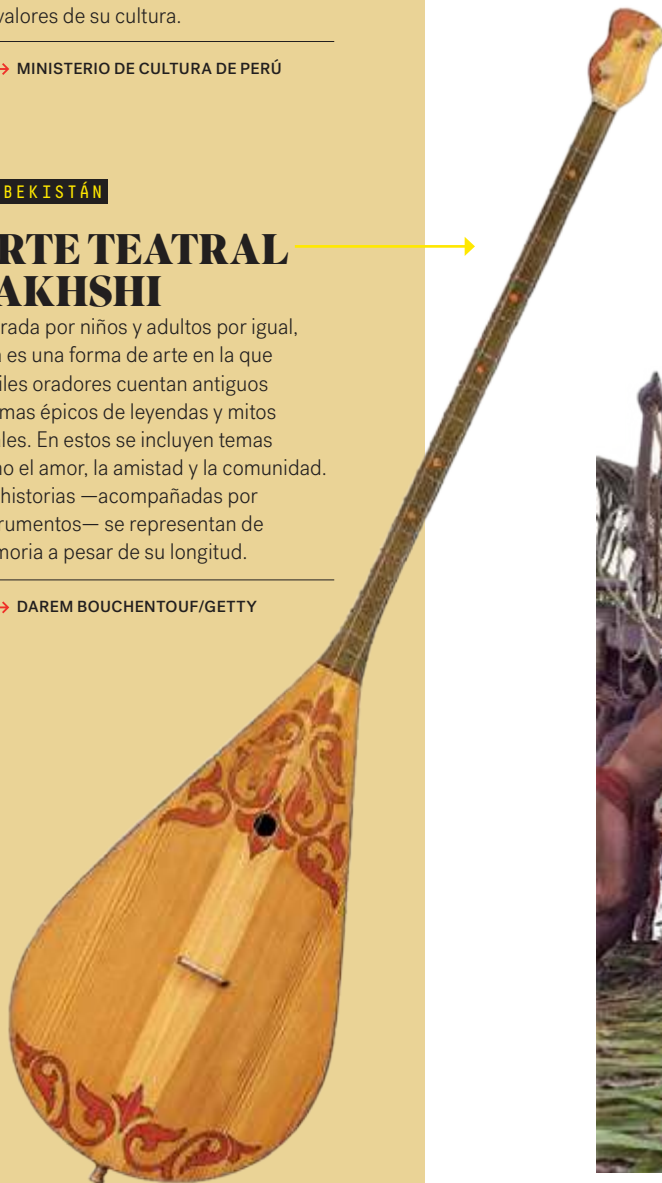 valores de su cultura.
→ MINISTERIO DE CULTURA DE PERÚ
BEKISTÁN
RTE TEATRAL
AKHSHI
rada por niños y adultos por igual,
es una forma de arte en la que
iles oradores cuentan antiguos
mas épicos de leyendas y mitos
ales. En estos se incluyen temas
no el amor, la amistad y la comunidad.
historias —acompañadas por
rumentos— se representan de
moria a pesar de su longitud.
→ DAREM BOUCHENTOUF/GETTY